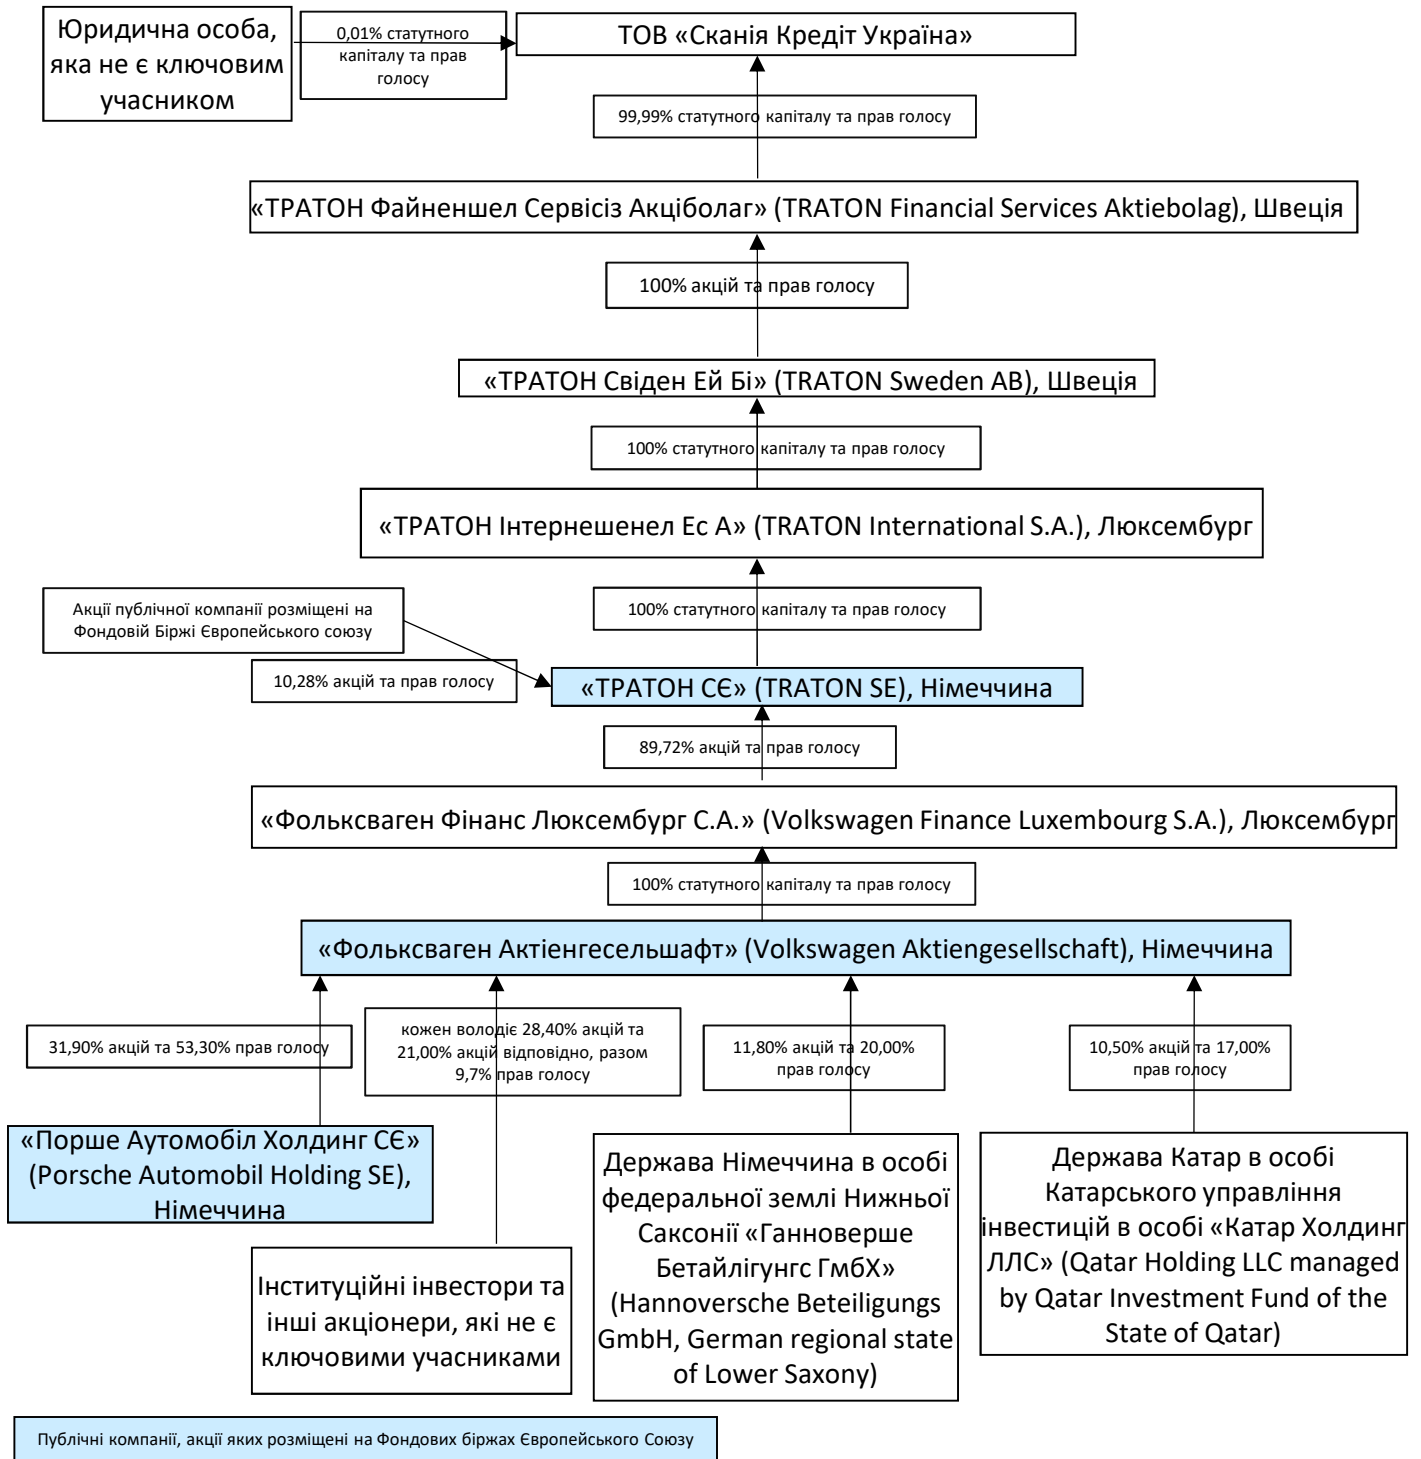 Юридична особа,
яка не є ключовим
учасником
0,01% статутного
капіталу та прав
голосу
ТОВ «Сканія Кредіт Україна»
99,99% статутного капіталу та прав голосу
«ТРАТОН Файненшел Сервісіз Акціболаг» (TRATON Financial Services Aktiebolag), Швеція
100% акцій та прав голосу
«ТРАТОН Свіден Ей Бі» (TRATON Sweden AB), Швеція
100% статутного капіталу та прав голосу
«ТРАТОН Інтернешенел Ес А» (TRATON International S.A.), Люксембург
100% статутного капіталу та прав голосу
Акції публічної компанії розміщені на
Фондовій Біржі Європейського союзу
10,28% акцій та прав голосу
«ТРАТОН СЄ» (TRATON SE), Німеччина
89,72% акцій та прав голосу
«Фольксваген Фінанс Люксембург С.А.» (Volkswagen Finance Luxembourg S.A.), Люксембург
100% статутного капіталу та прав голосу
«Фольксваген Актіенгесельшафт» (Volkswagen Aktiengesellschaft), Німеччина
31,90% акцій та 53,30% прав голосу
кожен володіє 28,40% акцій та
21,00% акцій відповідно, разом
9,7% прав голосу
11,80% акцій та 20,00%
прав голосу
10,50% акцій та 17,00%
прав голосу
«Порше Аутомобіл Холдинг СЄ»
(Porsche Automobil Holding SE),
Німеччина
Інституційні інвестори та
інші акціонери, які не є
ключовими учасниками
Держава Німеччина в особі
федеральної землі Нижньої
Саксонії «Ганноверше
Бетайлігунгс ГмбХ»
(Hannoversche Beteiligungs
GmbH, German regional state
of Lower Saxony)
Держава Катар в особі
Катарського управління
інвестицій в особі «Катар Холдинг
ЛЛС» (Qatar Holding LLC managed
by Qatar Investment Fund of the
State of Qatar)
Публічні компанії, акції яких розміщені на Фондових біржах Європейського Союзу